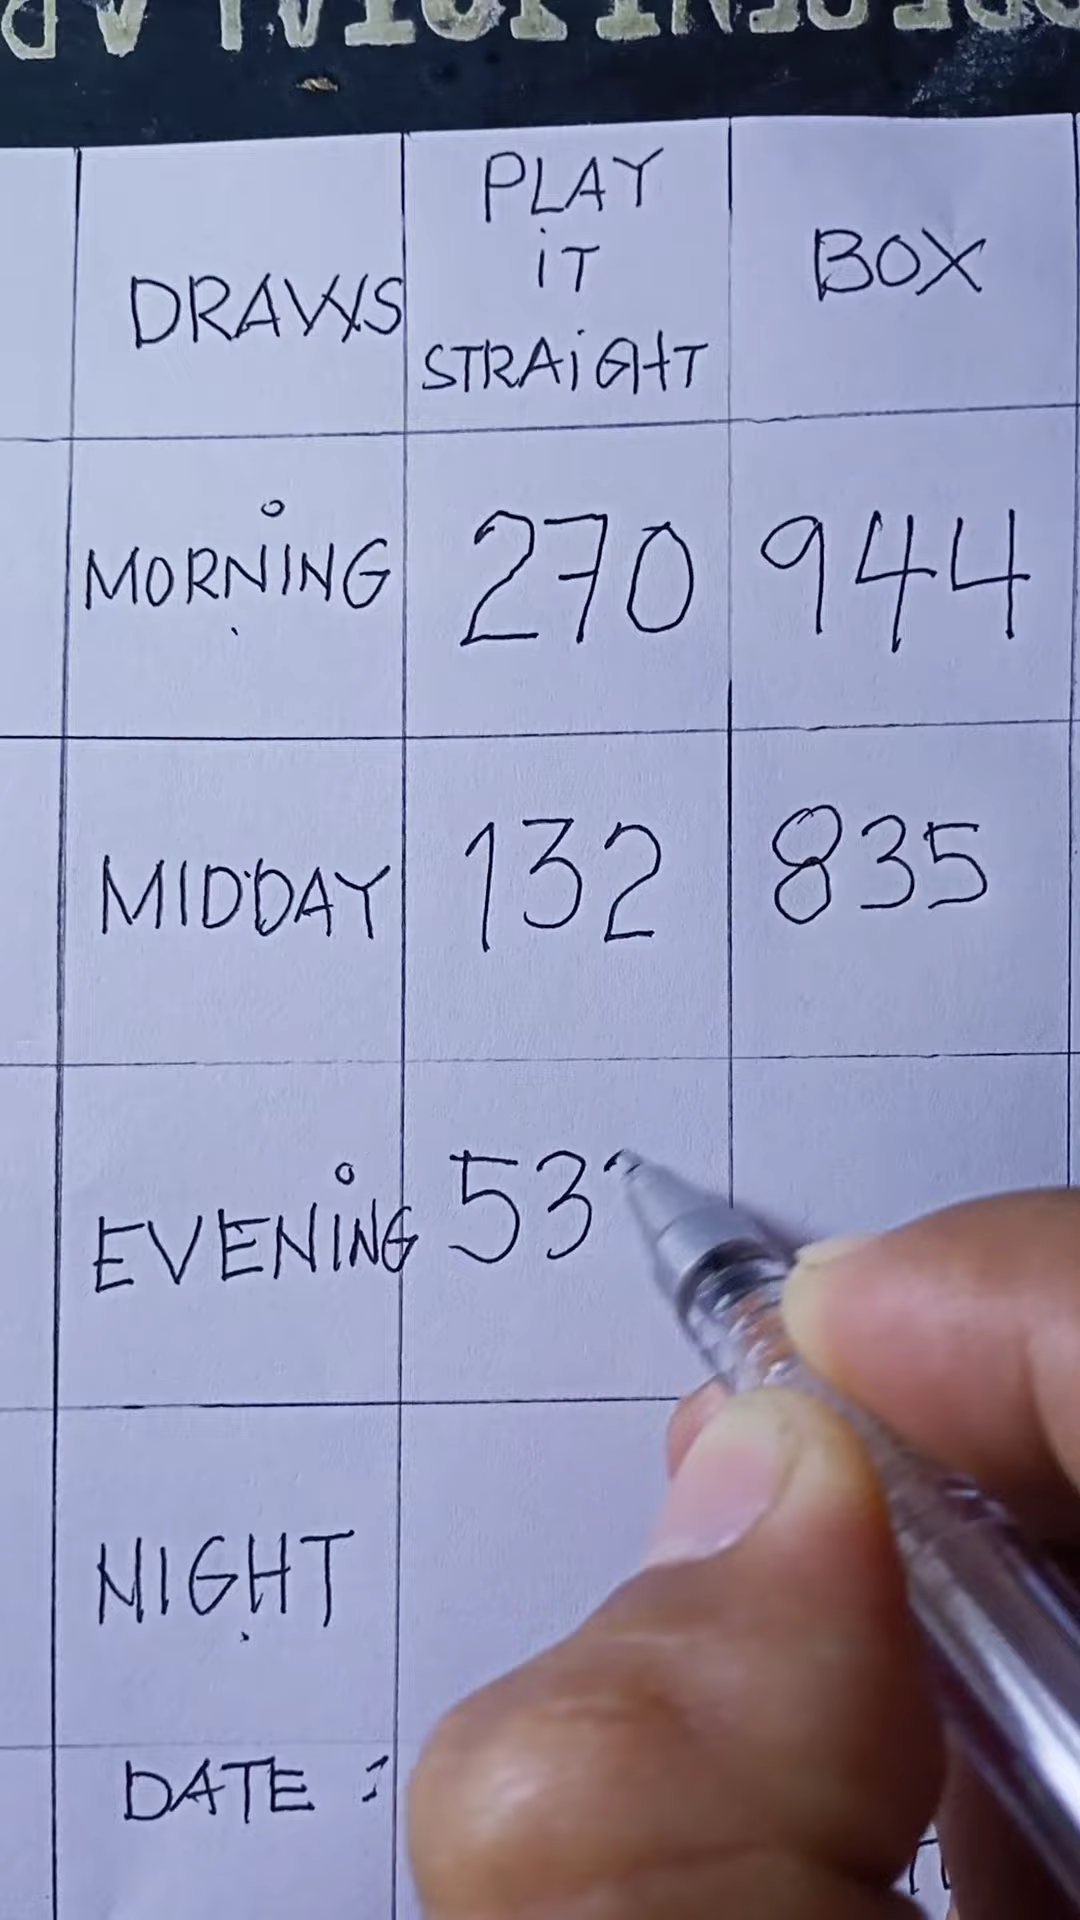 DRAWS
PLAY
iT
STRAiGHT
BOX
MORNiNG
270
944
MIDDAY
132
835
EVENiNG
53
NIGHT
DATE :